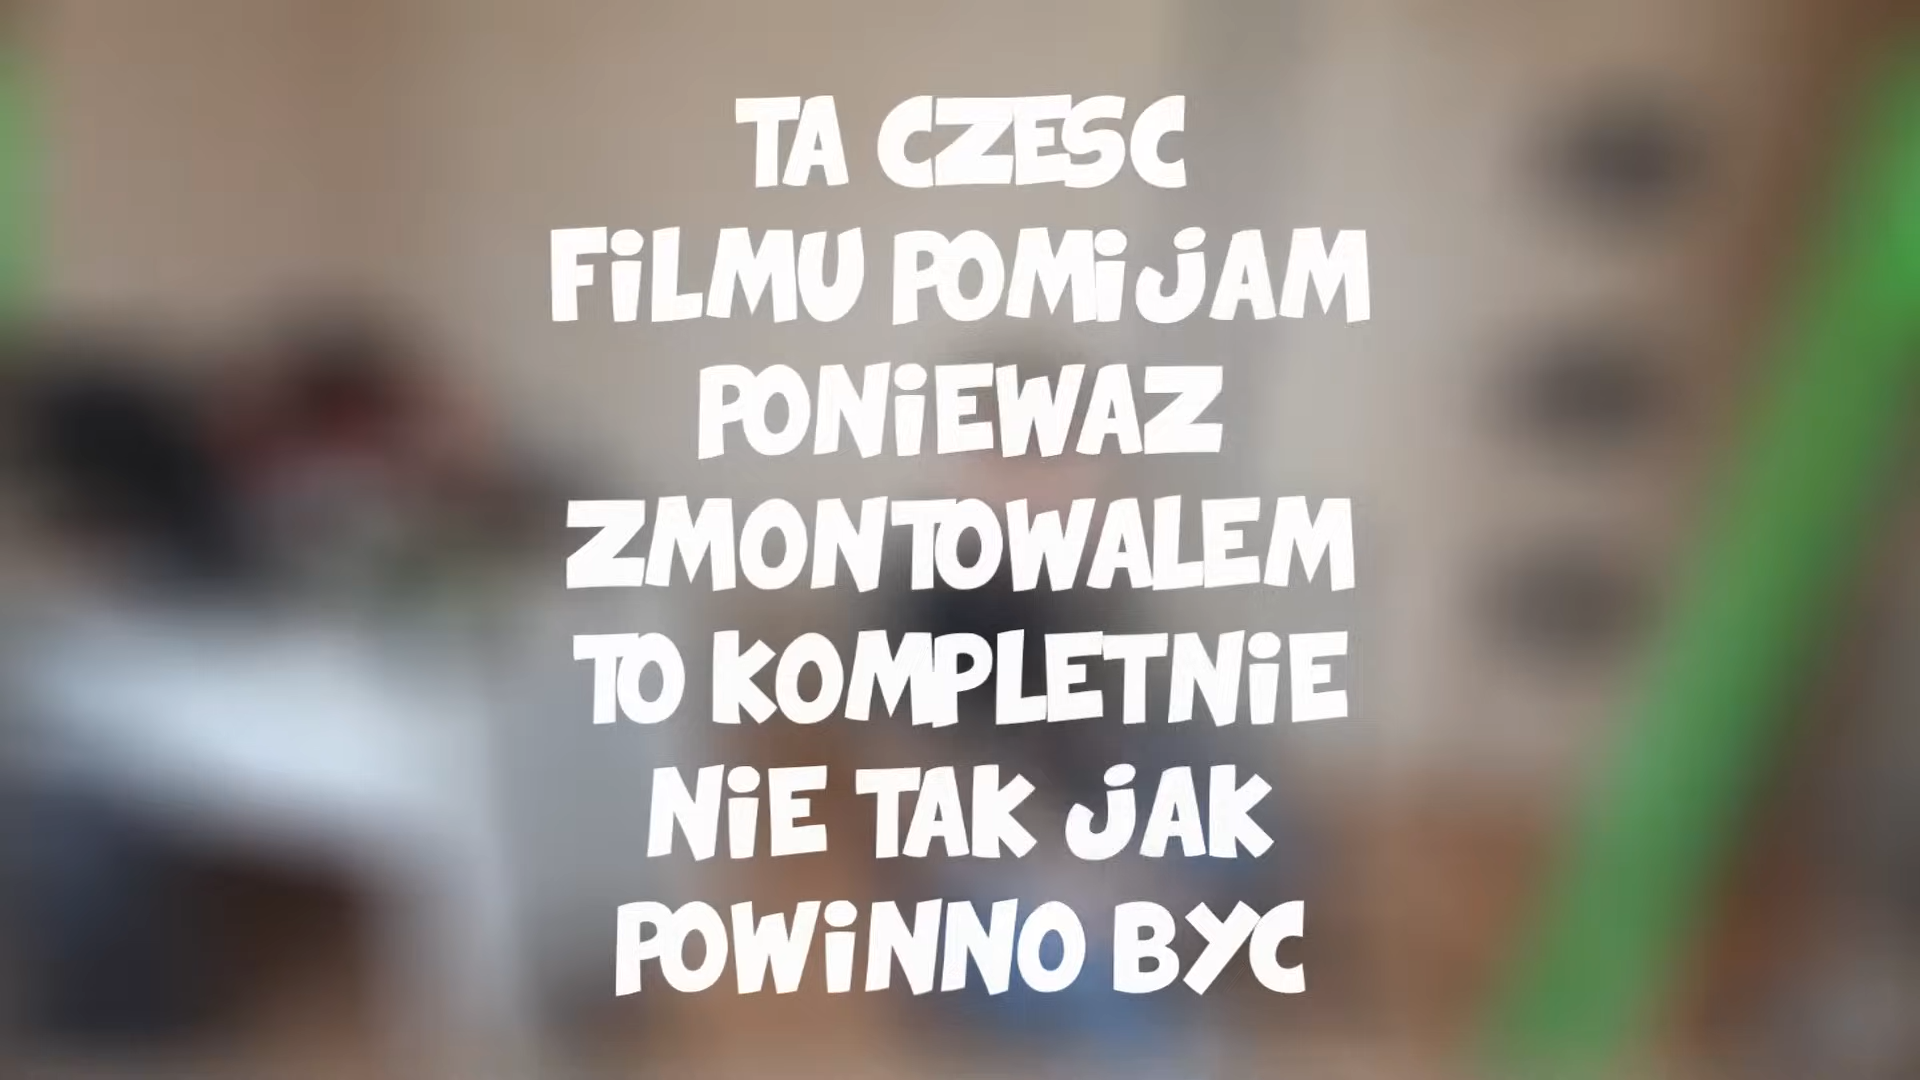 TA CZESC
FiLMU POMiJAM
PONiEWAZ
ZMONTOWALEM
TO KOMPLETNiE
NiE TAK JAK
POWiNNO BYC